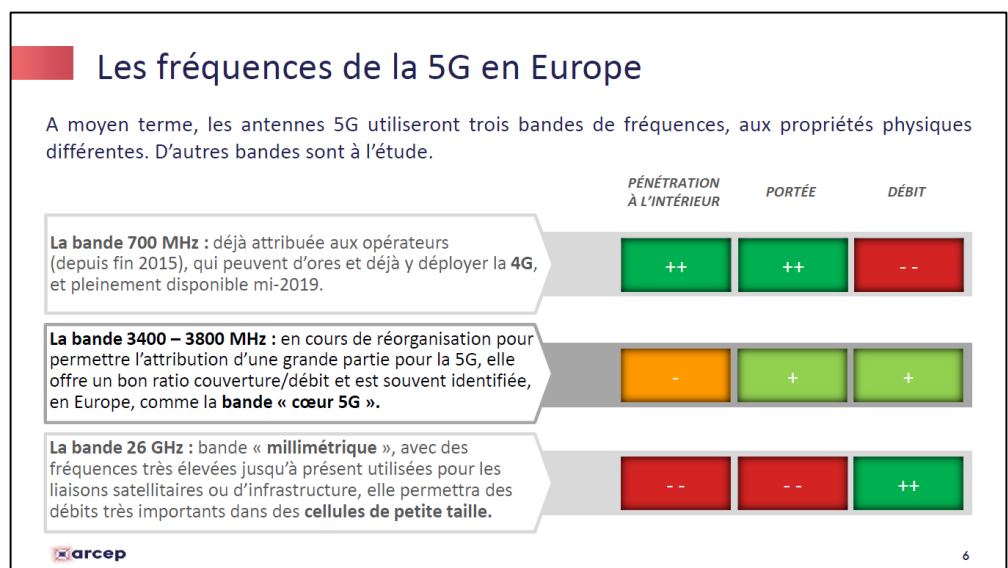 Les fréquences de la 5G en Europe
A moyen terme, les antennes 5G utiliseront trois bandes de fréquences, aux propriétés physiques
différentes. D'autres bandes sont à l'étude.
PÉNÉTRATION
À L'INTÉRIEUR
PORTÉE
DÉBIT
La bande 700 MHz : déjà attribuée aux opérateurs
(depuis fin 2015), qui peuvent d'ores et déjà y déployer la 4G,
et pleinement disponible mi-2019.
++
++
- -
La bande 3400 – 3800 MHz : en cours de réorganisation pour
permettre l'attribution d'une grande partie pour la 5G, elle
offre un bon ratio couverture/débit et est souvent identifiée,
en Europe, comme la bande « cœur 5G ».
-
+
+
La bande 26 GHz : bande « millimétrique », avec des
fréquences très élevées jusqu'à présent utilisées pour les
liaisons satellitaires ou d'infrastructure, elle permettra des
débits très importants dans des cellules de petite taille.
- -
- -
++
arcep
6